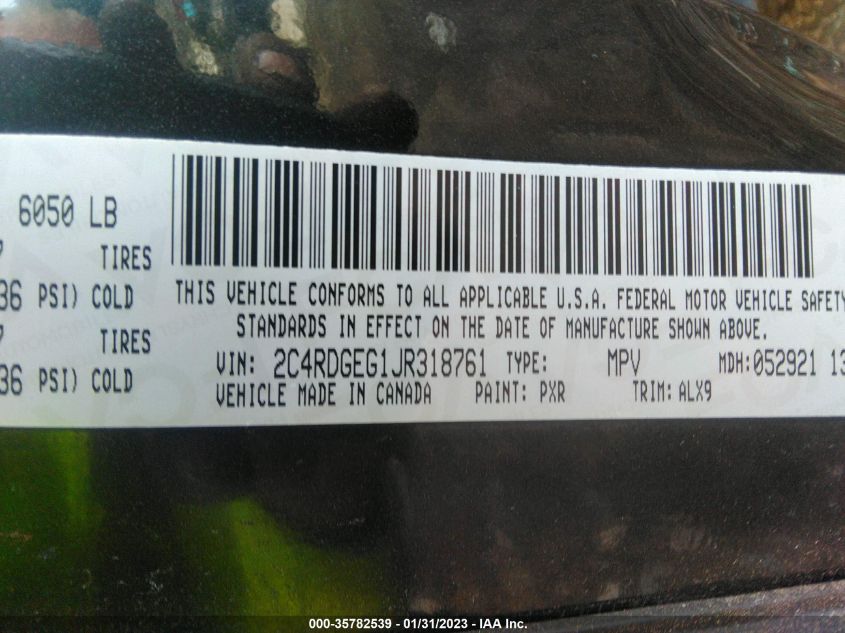 6050 LB
7 TIRES
36 PSI) COLD
7 TIRES
36 PSI) COLD
THIS VEHICLE CONFORMS TO ALL APPLICABLE U.S.A. FEDERAL MOTOR VEHICLE SAFETY
STANDARDS IN EFFECT ON THE DATE OF MANUFACTURE SHOWN ABOVE.
VIN: 2C4RDGEG1JR318761 TYPE: MPV MDH:052921 13
VEHICLE MADE IN CANADA PAINT: PXR TRIM: ALX9
000-35782539 - 01/31/2023 - IAA Inc.